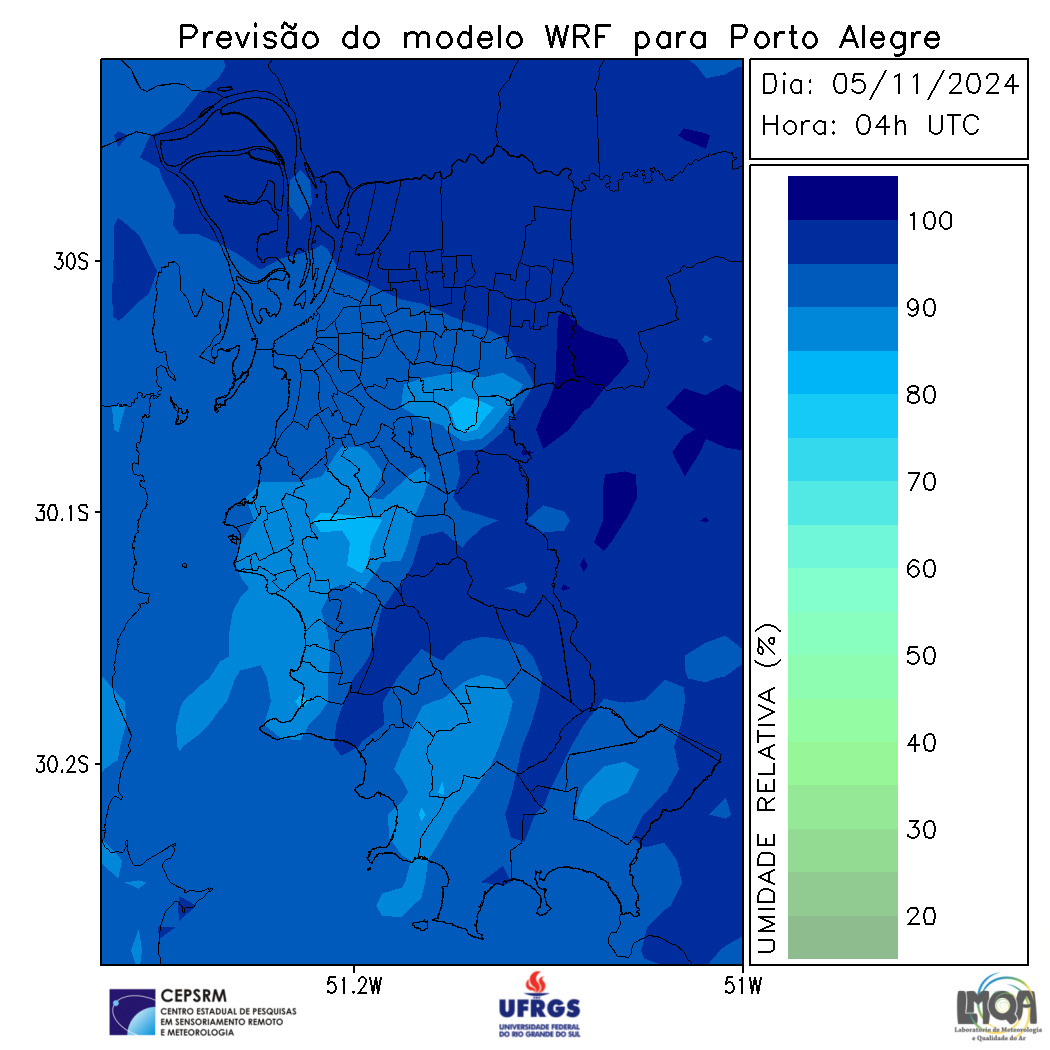 Previsão do modelo WRF para Porto Alegre
Dia: 05/11/2024
Hora: 04h UTC
30S
30.1S
30.2S
51.2W
51W
100
90
80
70
60
50
40
30
20
UMIDADE RELATIVA (%)
CEPSRM
CENTRO ESTADUAL DE PESQUISAS
EM SENSORIAMENTO REMOTO
E METEOROLOGIA
UFRGS
UNIVERSIDADE FEDERAL
DO RIO GRANDE DO SUL
LMQA
Laboratório de Meteorologia
e Qualidade do Ar